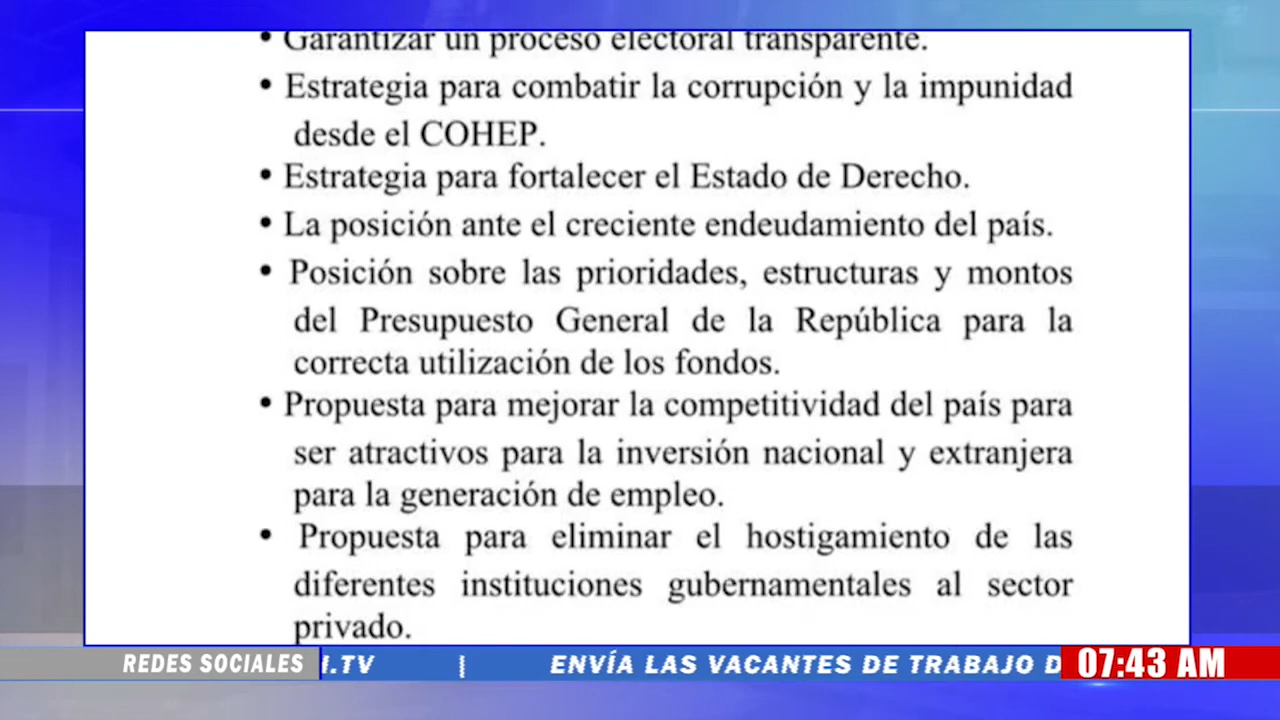 • Garantizar un proceso electoral transparente.
• Estrategia para combatir la corrupción y la impunidad
desde el COHEP.
• Estrategia para fortalecer el Estado de Derecho.
• La posición ante el creciente endeudamiento del país.
• Posición sobre las prioridades, estructuras y montos
del Presupuesto General de la República para la
correcta utilización de los fondos.
• Propuesta para mejorar la competitividad del país para
ser atractivos para la inversión nacional y extranjera
para la generación de empleo.
• Propuesta para eliminar el hostigamiento de las
diferentes instituciones gubernamentales al sector
privado.
REDES SOCIALES .TV | ENVÍA LAS VACANTES DE TRABAJO D 07:43 AM